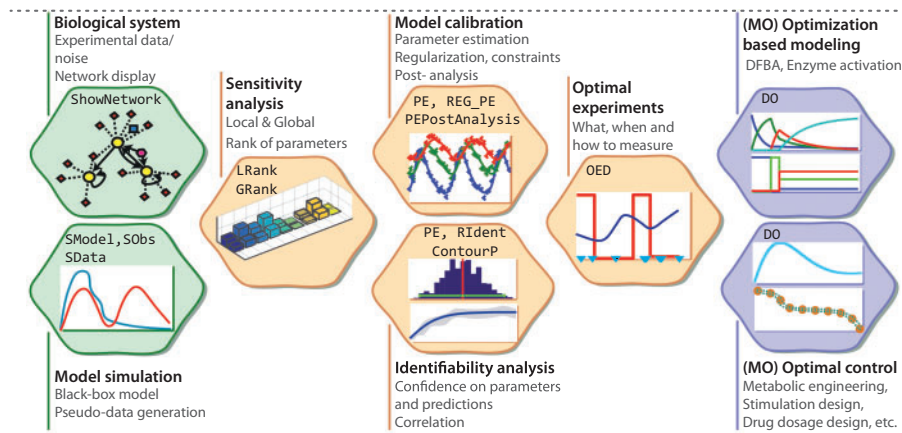 Biological system
Experimental data/
noise
Network display
ShowNetwork
SModel,SObs
SData
Model simulation
Black-box model
Pseudo-data generation
Sensitivity
analysis
Local & Global
Rank of parameters
LRank
GRank
Model calibration
Parameter estimation
Regularization, constraints
Post- analysis
PE, REG_PE
PEPostAnalysis
PE, RIdent
ContourP
Identifiability analysis
Confidence on parameters
and predictions
Correlation
Optimal
experiments
What, when and
how to measure
OED
(MO) Optimization
based modeling
DFBA, Enzyme activation
DO
DO
(MO) Optimal control
Metabolic engineering,
Stimulation design,
Drug dosage design, etc.